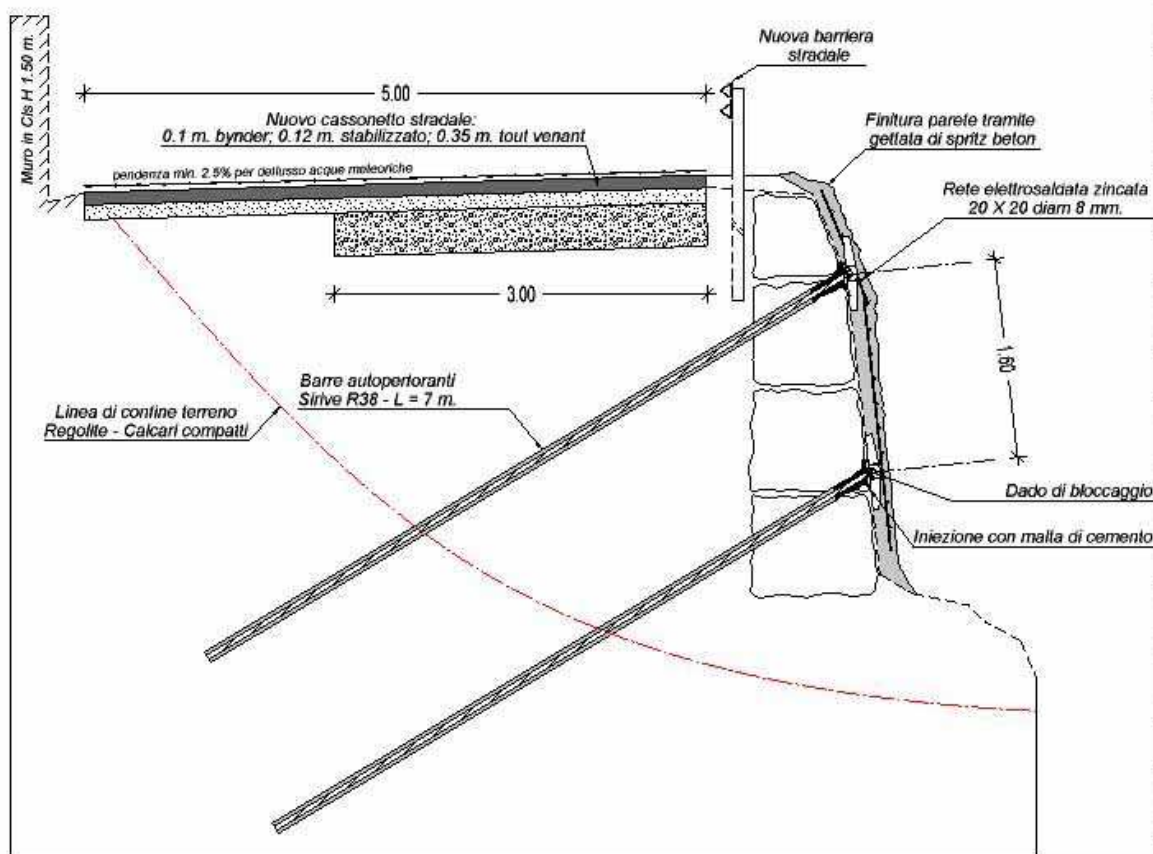 Muro in Cls H 1.50 m.
Nuova barriera
stradale
5.00
Nuovo cassonetto stradale:
0.1 m. bynder; 0.12 m. stabilizzato; 0.35 m. tout venant
pendenza min. 2.5% per deflusso acque meteoriche
Finitura parete tramite
gettata di spritz beton
Rete elettrosaldata zincata
20 X 20 diam 8 mm.
3.00
1.60
Barre autoperforanti
Sirive R38 - L = 7 m.
Linea di confine terreno
Regolite - Calcari compatti
Dado di bloccaggio
Iniezione con malta di cemento